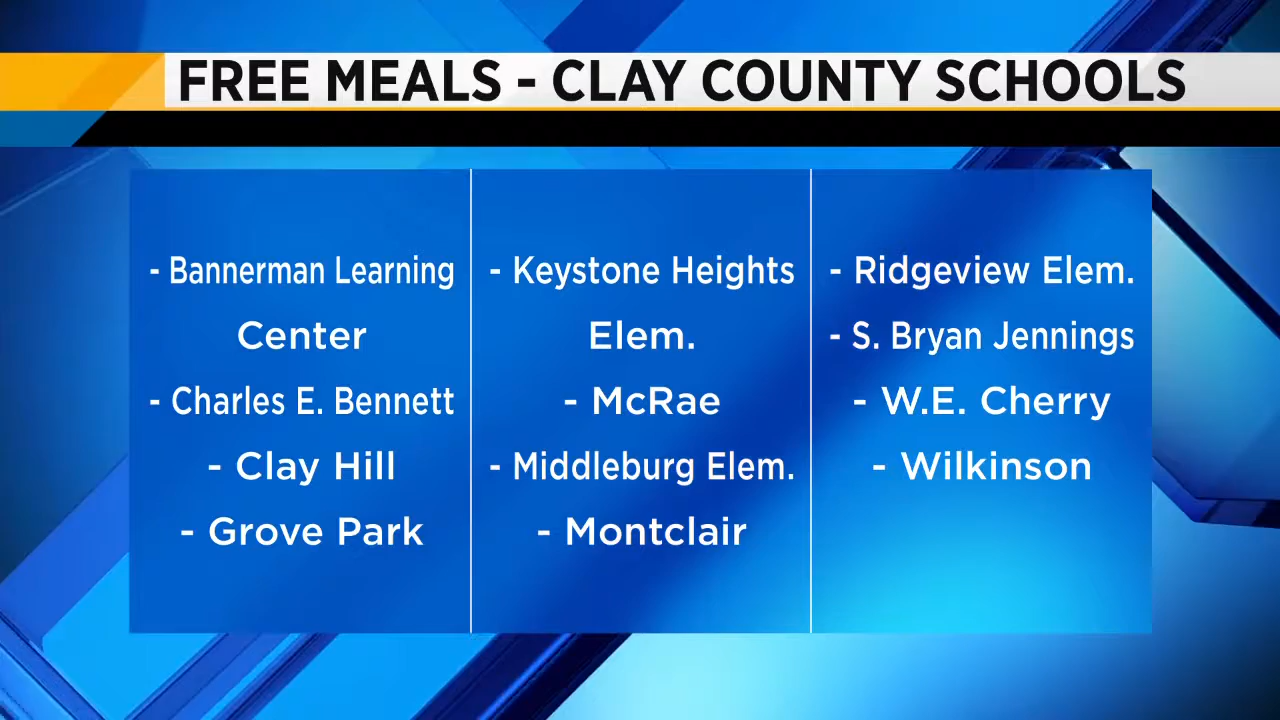 FREE MEALS - CLAY COUNTY SCHOOLS
- Bannerman Learning
Center
- Charles E. Bennett
- Clay Hill
- Grove Park
- Keystone Heights
Elem.
- McRae
- Middleburg Elem.
- Montclair
- Ridgeview Elem.
- S. Bryan Jennings
- W.E. Cherry
- Wilkinson